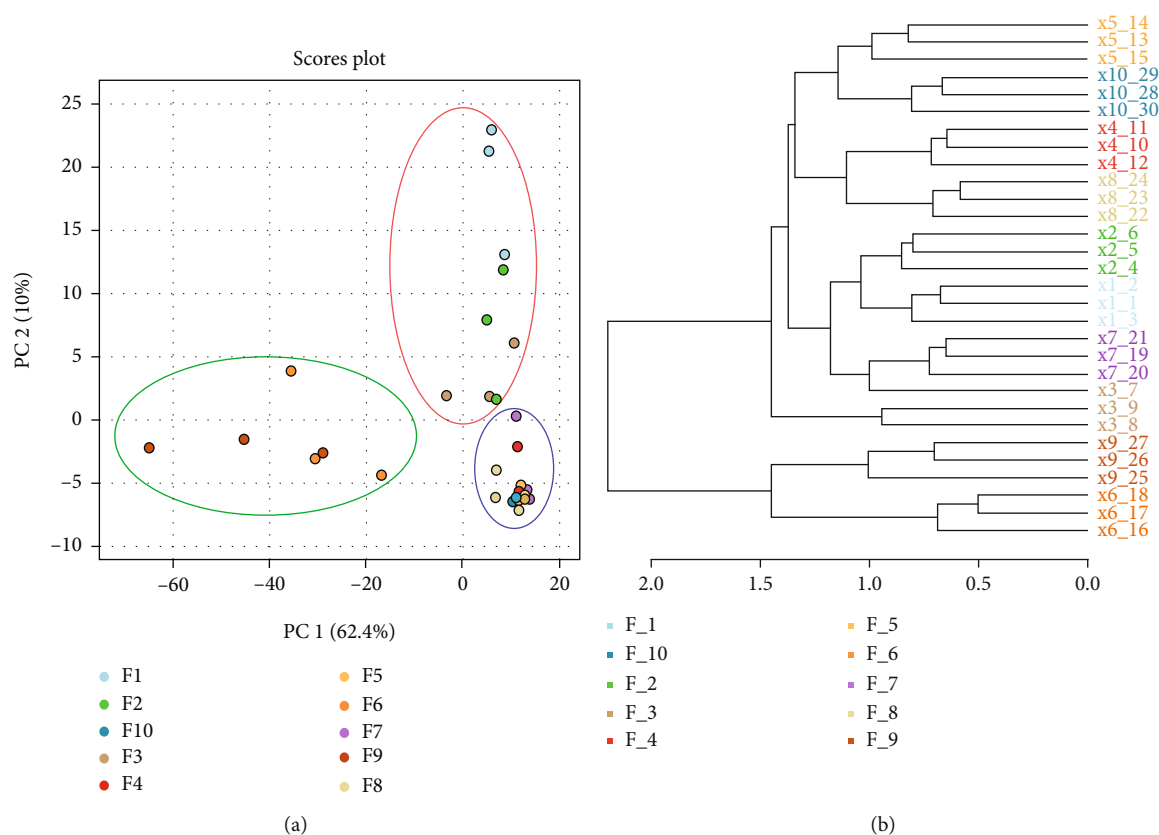 Scores plot
25
20
15
10
5
0
−5
−10
PC 2 (10%)
−60
−40
−20
0
20
PC 1 (62.4%)
F1
F2
F10
F3
F4
F5
F6
F7
F9
F8
(a)
x5_14
x5_13
x5_15
x10_29
x10_28
x10_30
x4_11
x4_10
x4_12
x8_24
x8_23
x8_22
x2_6
x2_5
x2_4
x1_2
x1_1
x1_3
x7_21
x7_19
x7_20
x3_7
x3_9
x3_8
x9_27
x9_26
x9_25
x6_18
x6_17
x6_16
2.0
1.5
1.0
0.5
0.0
F_1
F_10
F_2
F_3
F_4
F_5
F_6
F_7
F_8
F_9
(b)